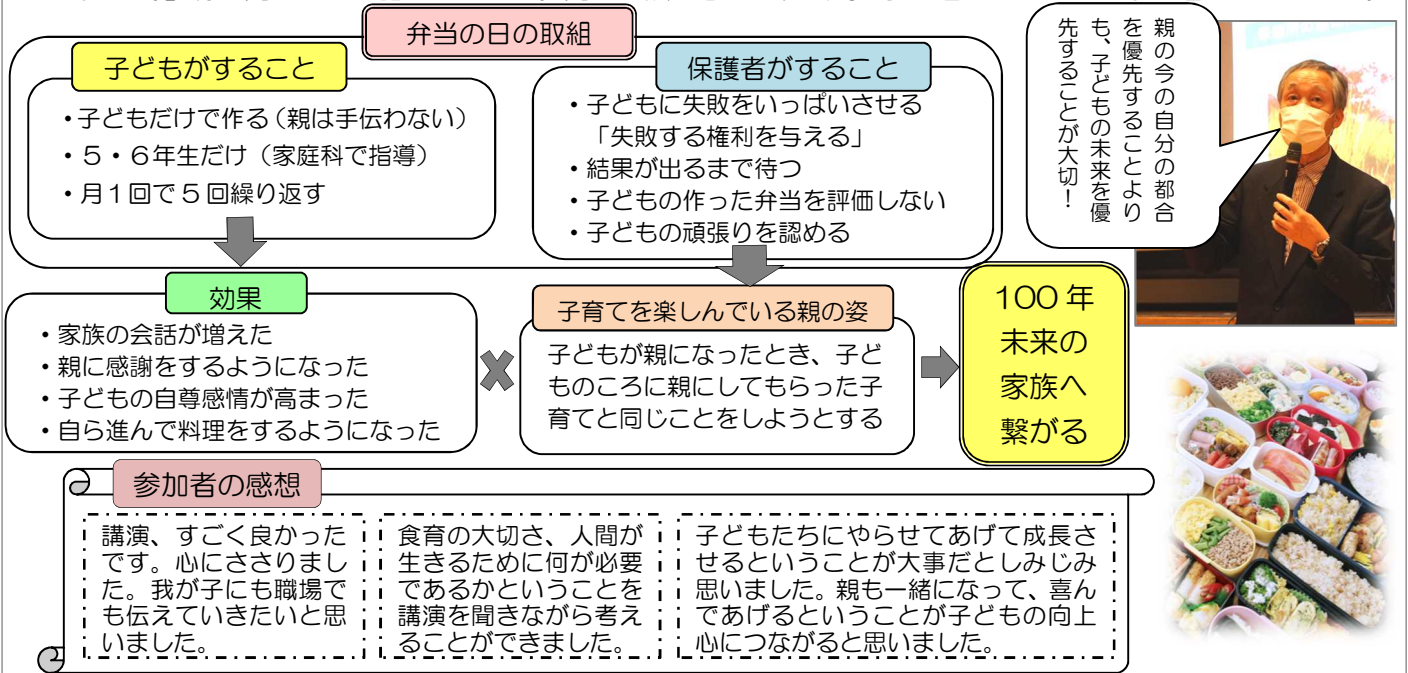 弁当の日の取組
子どもがすること
・子どもだけで作る（親は手伝わない）
・５・６年生だけ（家庭科で指導）
・月１回で５回繰り返す
保護者がすること
・子どもに失敗をいっぱいさせる
「失敗する権利を与える」
・結果が出るまで待つ
・子どもの作った弁当を評価しない
・子どもの頑張りを認める
親の今の自分の都合
を優先することより
も、子どもの未来を優
先することが大切！
効果
・家族の会話が増えた
・親に感謝をするようになった
・子どもの自尊感情が高まった
・自ら進んで料理をするようになった
子育てを楽しんでいる親の姿
子どもが親になったとき、子ど
ものころに親にしてもらった子
育てと同じことをしようとする
100年
未来の
家族へ
繋がる
参加者の感想
講演、すごく良かった
です。心にささりまし
た。我が子にも職場で
も伝えていきたいと思
いました。
食育の大切さ、人間が
生きるために何が必要
であるかということを
講演を聞きながら考え
ることができました。
子どもたちにやらせてあげて成長さ
せるということが大事だとしみじみ
思いました。親も一緒になって、喜ん
であげるということが子どもの向上
心につながると思いました。